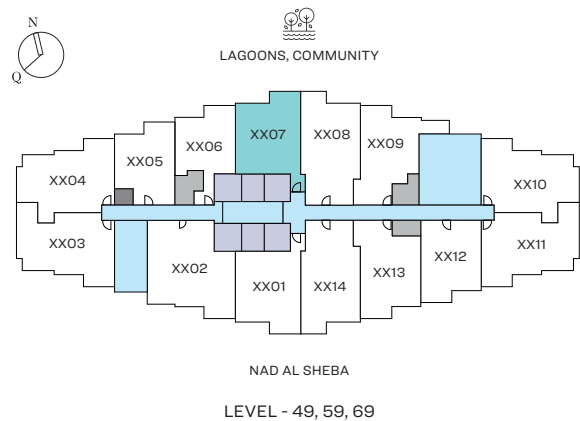 N
Q
LAGOONS, COMMUNITY
XX07
XX08
XX06
XX09
XX05
XX04
XX10
XX03
XX11
XX02
XX12
XX13
XX01
XX14
NAD AL SHEBA
LEVEL - 49, 59, 69